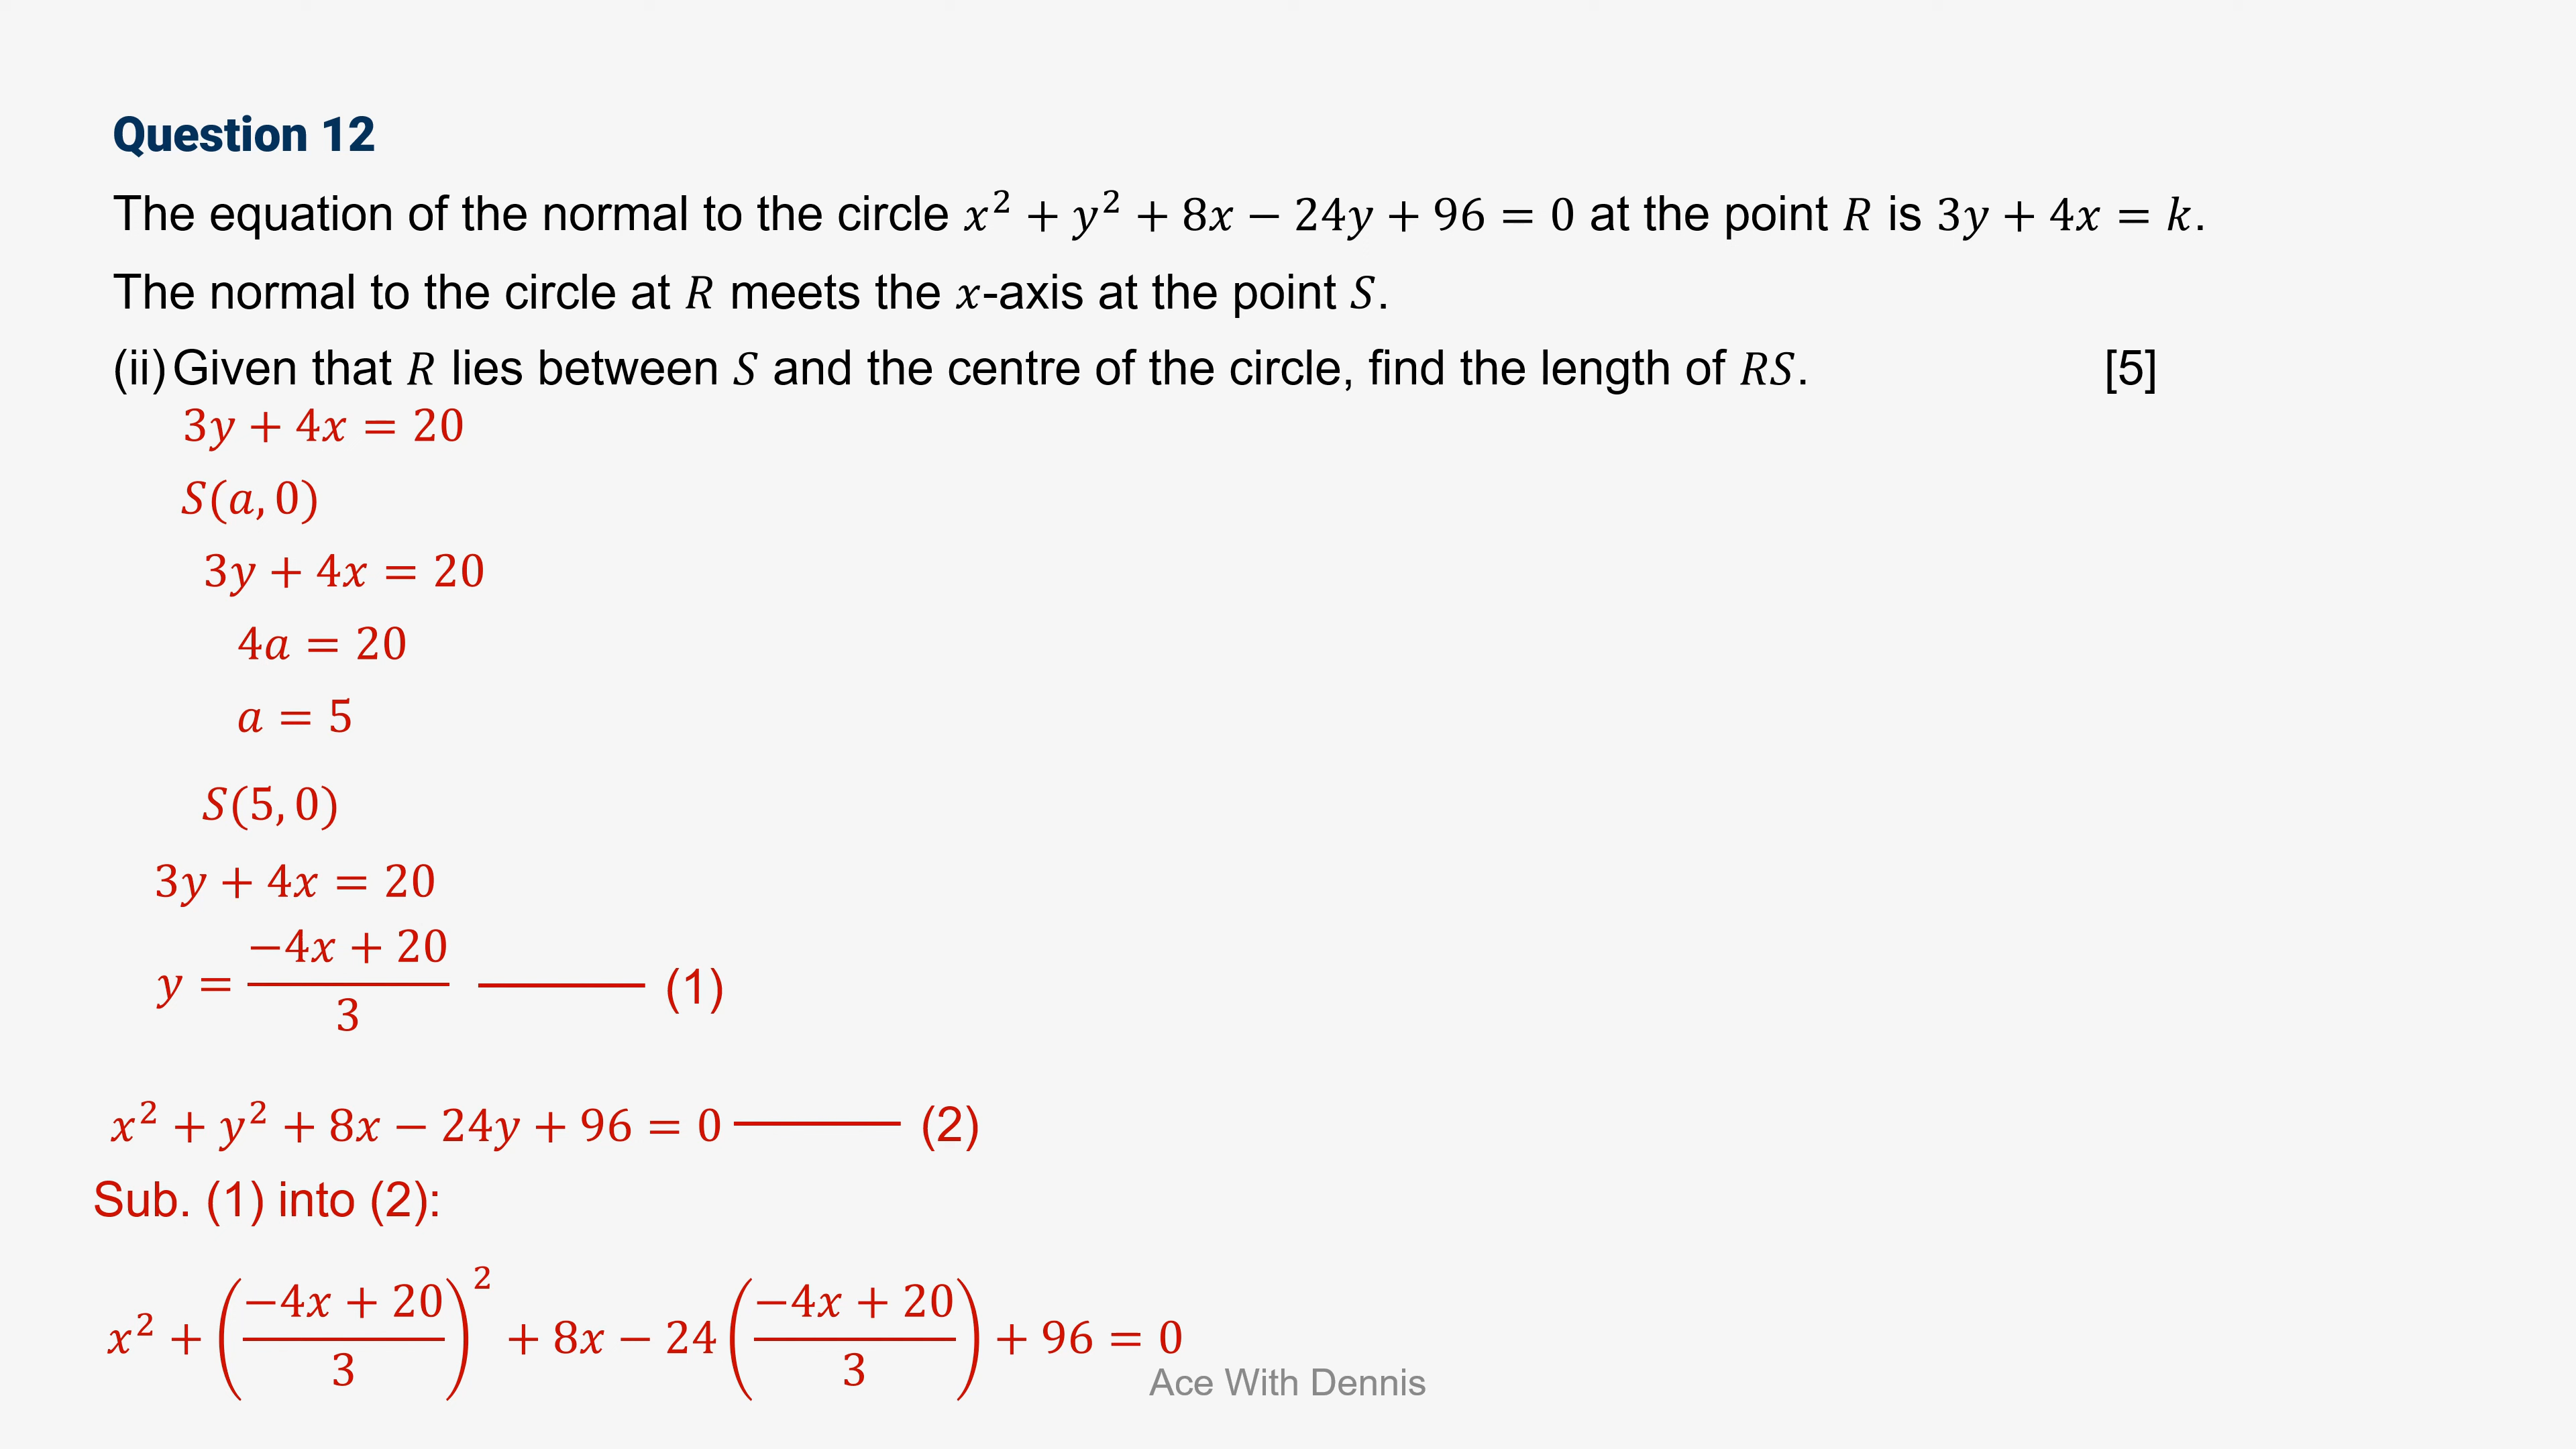 Question 12
The equation of the normal to the circle x² + y² + 8x − 24y + 96 = 0 at the point R is 3y + 4x = k.
The normal to the circle at R meets the x-axis at the point S.
(ii) Given that R lies between S and the centre of the circle, find the length of RS. [5]
3y + 4x = 20
S(a, 0)
3y + 4x = 20
4a = 20
a = 5
S(5, 0)
3y + 4x = 20
y = (−4x + 20)/3 ——— (1)
x² + y² + 8x − 24y + 96 = 0 ——— (2)
Sub. (1) into (2):
x² + ((−4x + 20)/3)² + 8x − 24((−4x + 20)/3) + 96 = 0
Ace With Dennis